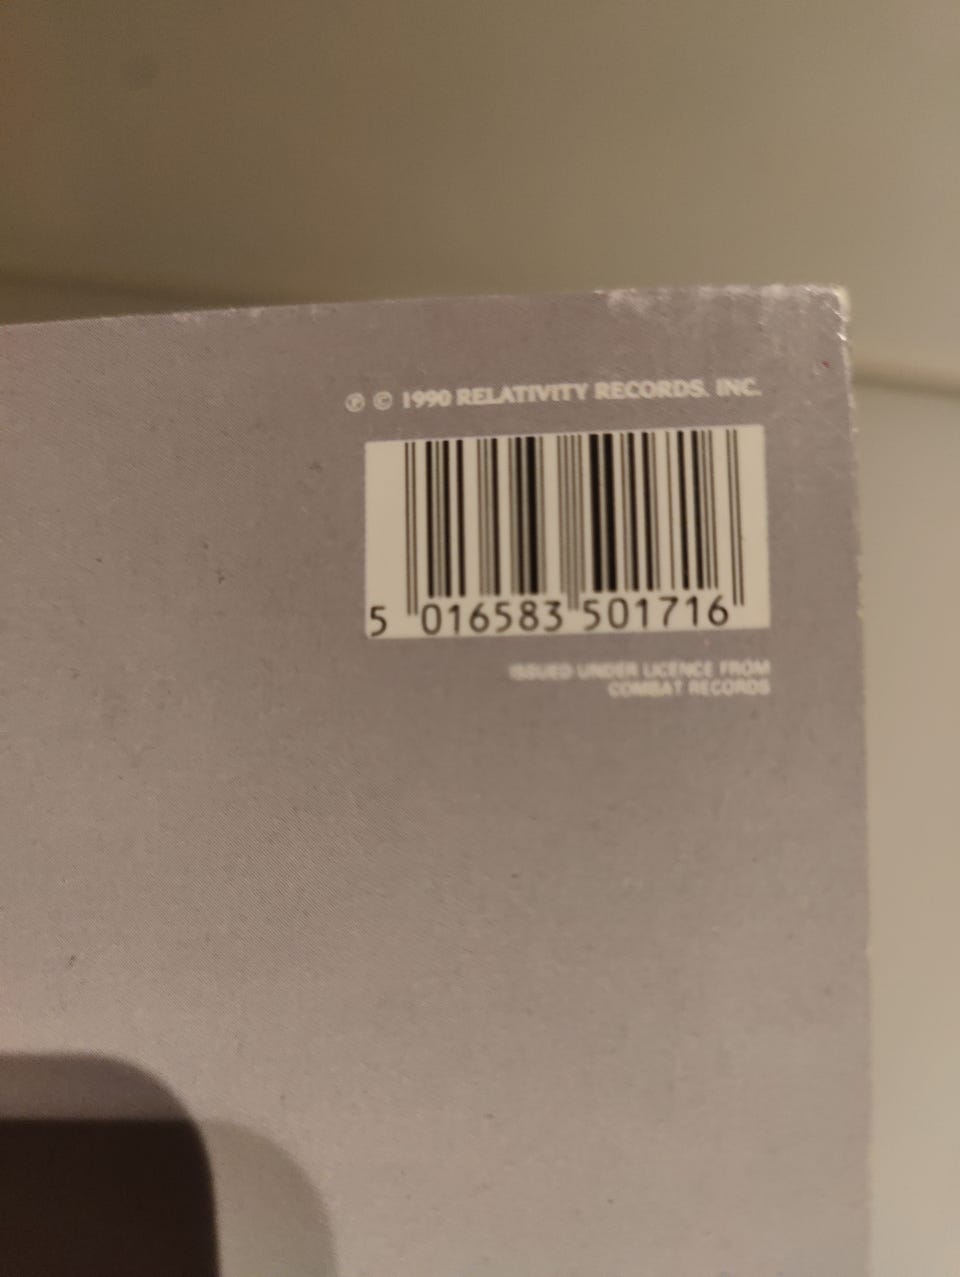 ℗ © 1990 RELATIVITY RECORDS. INC.
5 016583 501716
ISSUED UNDER LICENCE FROM
COMBAT RECORDS